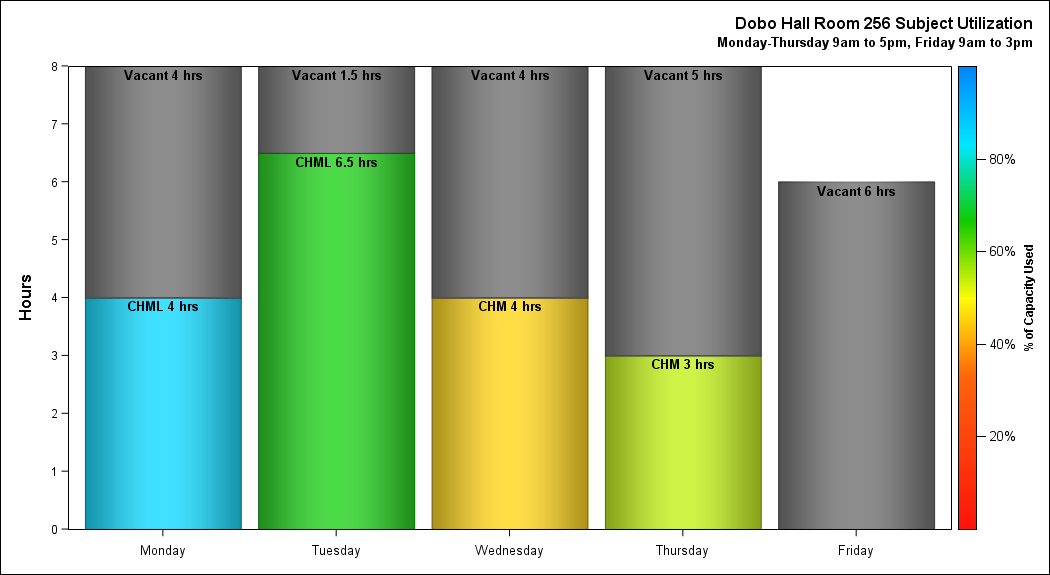 Dobo Hall Room 256 Subject Utilization
Monday-Thursday 9am to 5pm, Friday 9am to 3pm
Hours
8
7
6
5
4
3
2
1
0
Vacant 4 hrs
CHML 4 hrs
Vacant 1.5 hrs
CHML 6.5 hrs
Vacant 4 hrs
CHM 4 hrs
Vacant 5 hrs
CHM 3 hrs
Vacant 6 hrs
Monday
Tuesday
Wednesday
Thursday
Friday
80%
60%
40%
20%
% of Capacity Used